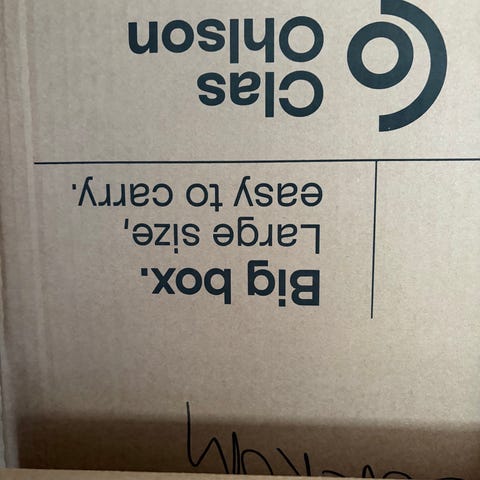 Big box.
Large size,
easy to carry.
Clas
Ohlson